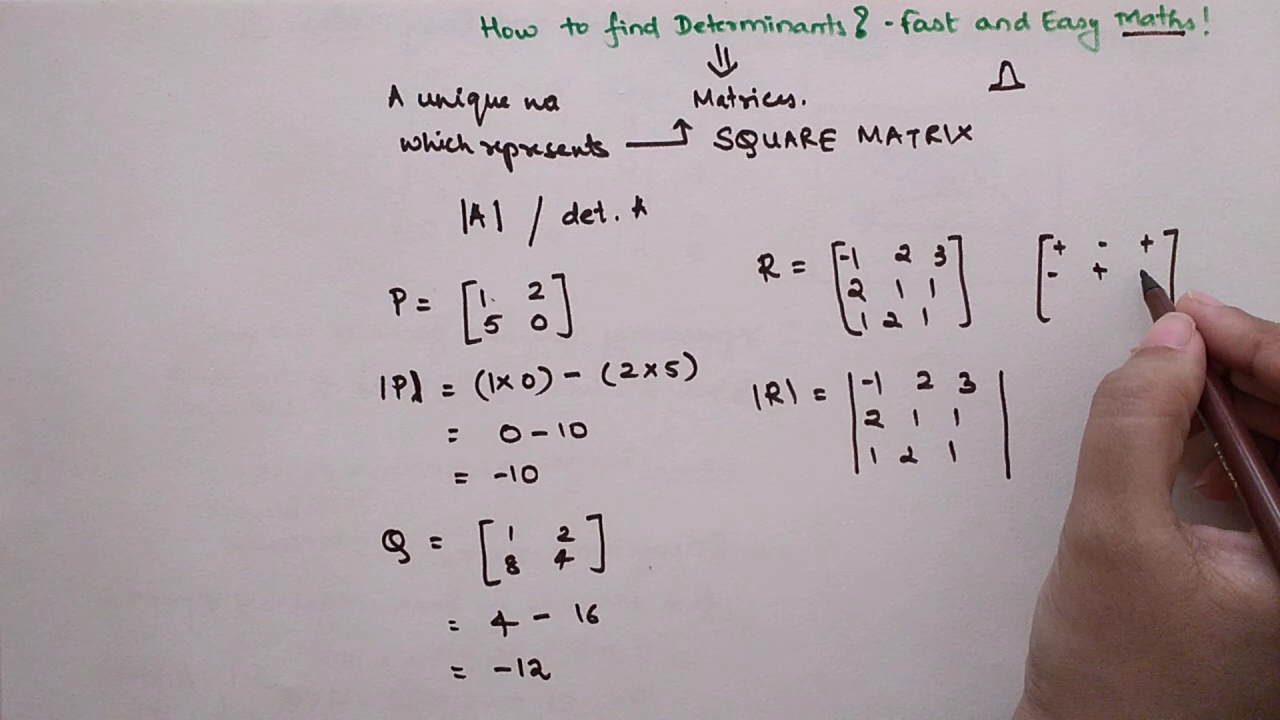 How to find Determinants? - Fast and Easy Maths!
⇓
A unique no Matrices. Δ
which represents → SQUARE MATRIX
|A| / det. A
P = [1. 2
5 0]
|P| = (1×0) - (2×5)
= 0 - 10
= -10
Q = [1 2
8 4]
= 4 - 16
= -12
R = [-1 2 3
2 1 1
1 2 1]
[+ - +
- + ]
|R| = |-1 2 3
2 1 1
1 2 1|